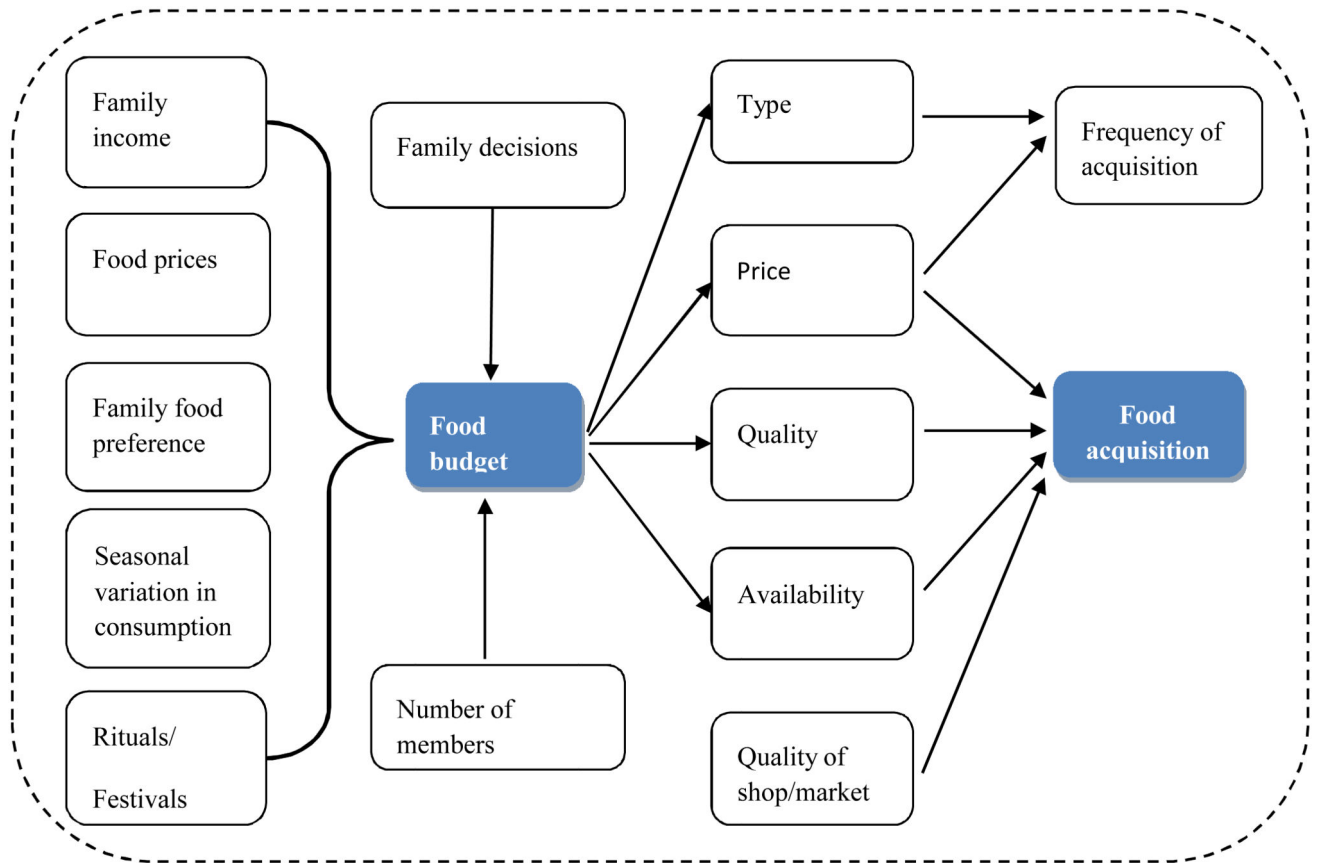 Family
income
Food prices
Family food
preference
Seasonal
variation in
consumption
Rituals/
Festivals
Family decisions
Food
budget
Number of
members
Type
Price
Quality
Availability
Quality of
shop/market
Frequency of
acquisition
Food
acquisition